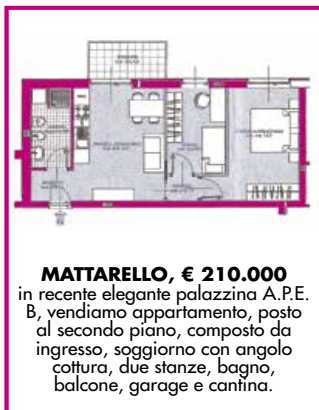 MATTARELLO, € 210.000
in recente elegante palazzina A.P.E.
B, vendiamo appartamento, posto
al secondo piano, composto da
ingresso, soggiorno con angolo
cottura, due stanze, bagno,
balcone, garage e cantina.